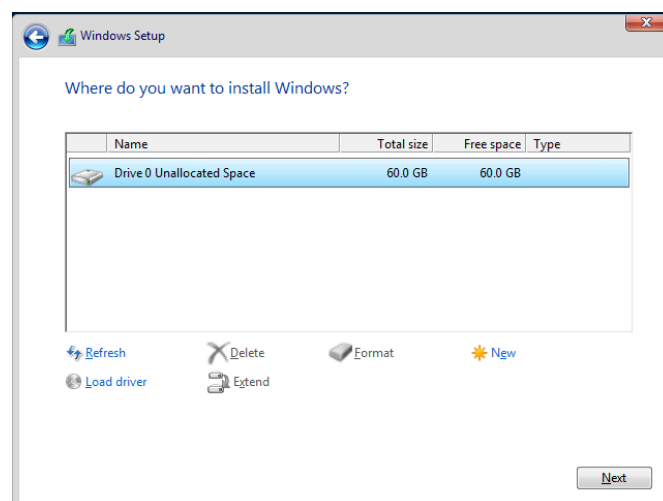 Windows Setup
Where do you want to install Windows?
Name Total size Free space Type
Drive 0 Unallocated Space 60.0 GB 60.0 GB
Refresh Delete Format New
Load driver Extend
Next